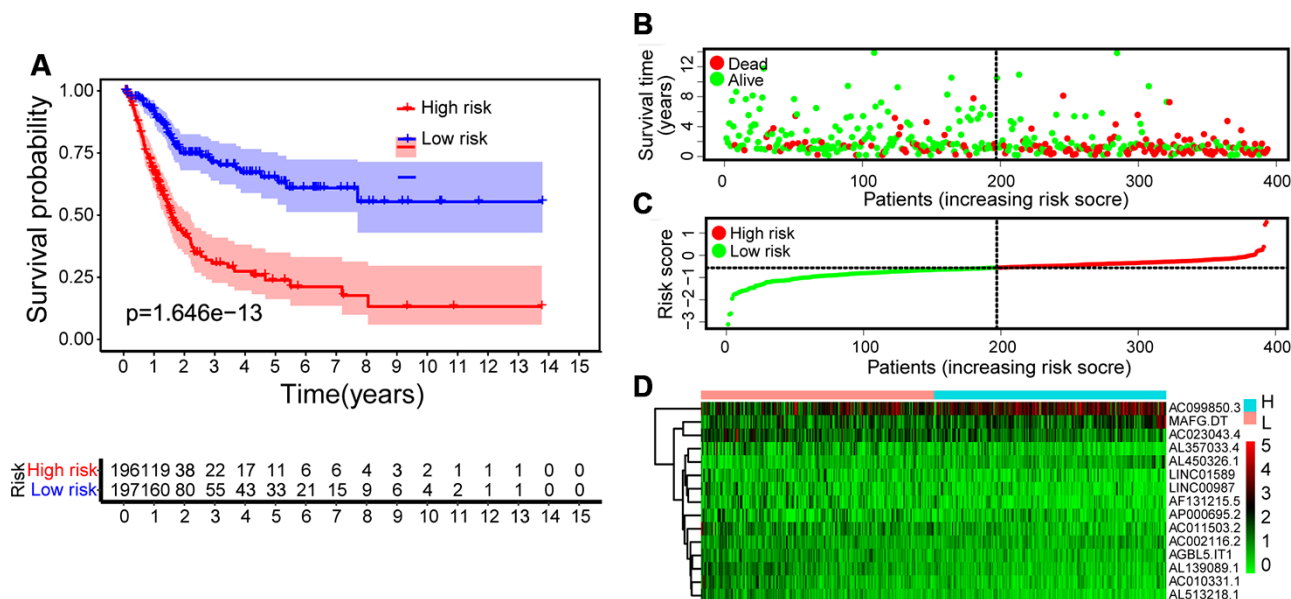 A
1.00
0.75
0.50
0.25
0.00
Survival probability
High risk
Low risk
p=1.646e−13
0 1 2 3 4 5 6 7 8 9 10 11 12 13 14 15
Time(years)
Risk
High risk 196 119 38 22 17 11 6 6 4 3 2 1 1 1 0 0
Low risk 197 160 80 55 43 33 21 15 9 6 4 2 1 1 0 0
0 1 2 3 4 5 6 7 8 9 10 11 12 13 14 15
B
Survival time
(years)
12
8
4
0
Dead
Alive
0 100 200 300 400
Patients (increasing risk socre)
C
Risk score
1
0
−1
−2
−3
High risk
Low risk
0 100 200 300 400
Patients (increasing risk socre)
D
AC099850.3
MAFG.DT
AC023043.4
AL357033.4
AL450326.1
LINC01589
LINC00987
AF131215.5
AP000695.2
AC011503.2
AC002116.2
AGBL5.IT1
AL139089.1
AC010331.1
AL513218.1
H
L
5
4
3
2
1
0